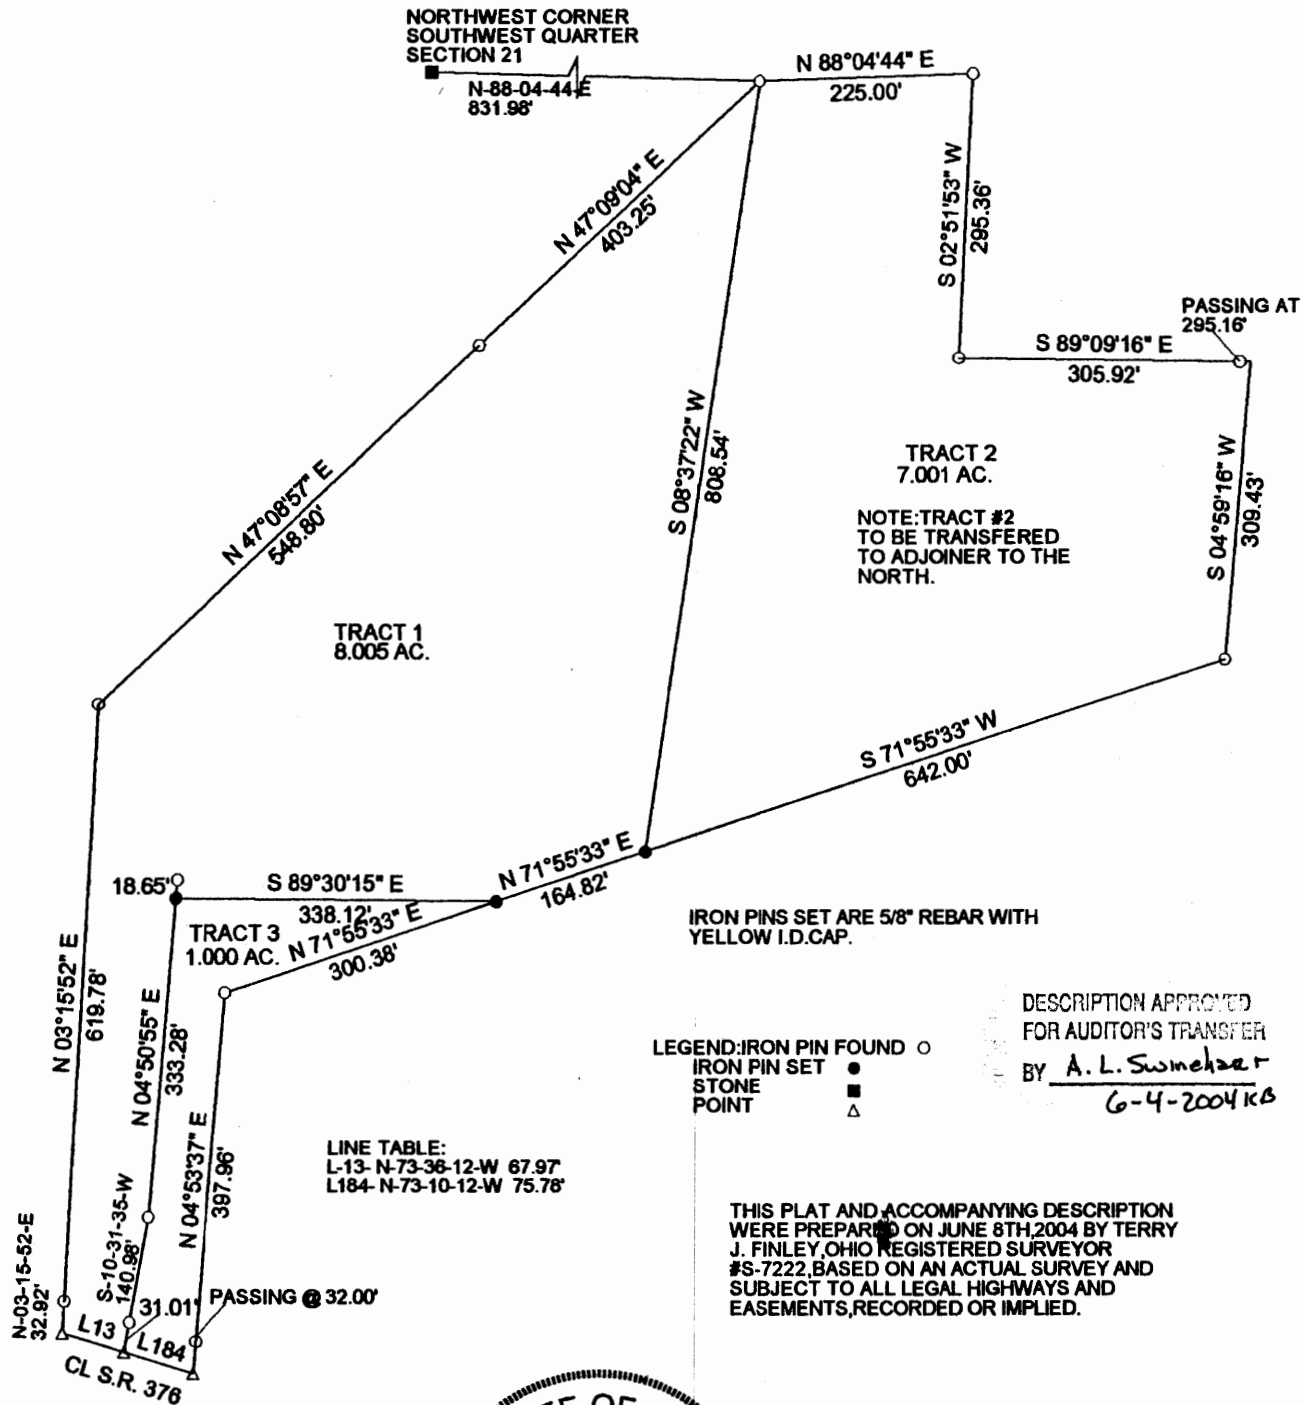 NORTHWEST CORNER
SOUTHWEST QUARTER
SECTION 21
N-88-04-44-E
831.98'
N 88°04'44" E
225.00'
S 02°51'53" W
295.36'
PASSING AT
295.16'
S 89°09'16" E
305.92'
N 47°09'04" E
403.25'
S 08°37'22" W
808.54'
TRACT 2
7.001 AC.
S 04°59'16" W
309.43'
NOTE:TRACT #2
TO BE TRANSFERED
TO ADJOINER TO THE
NORTH.
N 47°08'57" E
548.80'
TRACT 1
8.005 AC.
S 71°55'33" W
642.00'
N 71°55'33" E
164.82'
18.65'
S 89°30'15" E
338.12'
TRACT 3
1.000 AC.
N 71°55'33" E
300.38'
IRON PINS SET ARE 5/8" REBAR WITH
YELLOW I.D.CAP.
N 03°15'52" E
619.78'
N 04°50'55" E
333.28'
DESCRIPTION APPROVED
FOR AUDITOR'S TRANSFER
BY A. L. Swinehart
6-4-2004 KB
LEGEND:IRON PIN FOUND
IRON PIN SET
STONE
POINT
N 04°53'37" E
397.96'
LINE TABLE:
L-13- N-73-36-12-W 67.97'
L184- N-73-10-12-W 75.78'
S-10-31-35-W
140.98'
N-03-15-52-E
32.92'
31.01'
PASSING @ 32.00'
L13
L184
CL S.R. 376
THIS PLAT AND ACCOMPANYING DESCRIPTION
WERE PREPARED ON JUNE 8TH,2004 BY TERRY
J. FINLEY,OHIO REGISTERED SURVEYOR
#S-7222,BASED ON AN ACTUAL SURVEY AND
SUBJECT TO ALL LEGAL HIGHWAYS AND
EASEMENTS,RECORDED OR IMPLIED.
OF